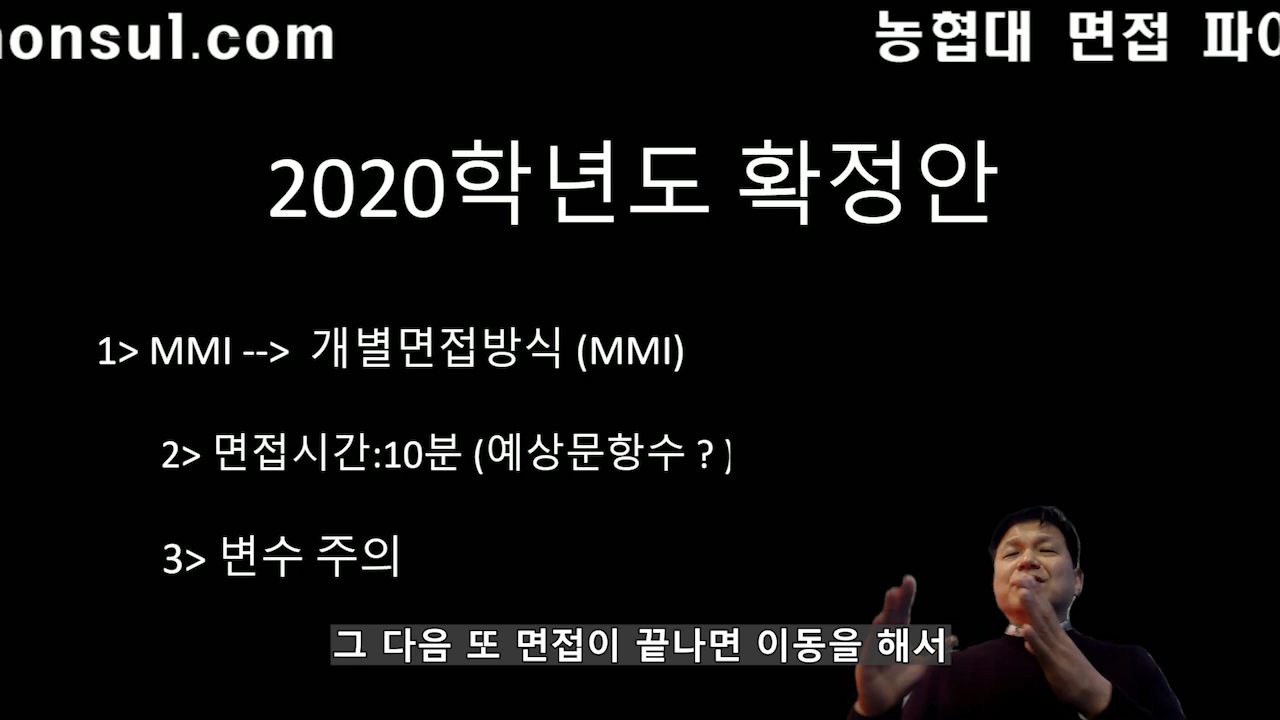 nonsul.com
농협대 면접
2020학년도 확정안
1> MMI --> 개별면접방식 (MMI)
2> 면접시간:10분 (예상문항수 ? )
3> 변수 주의
그 다음 또 면접이 끝나면 이동을 해서